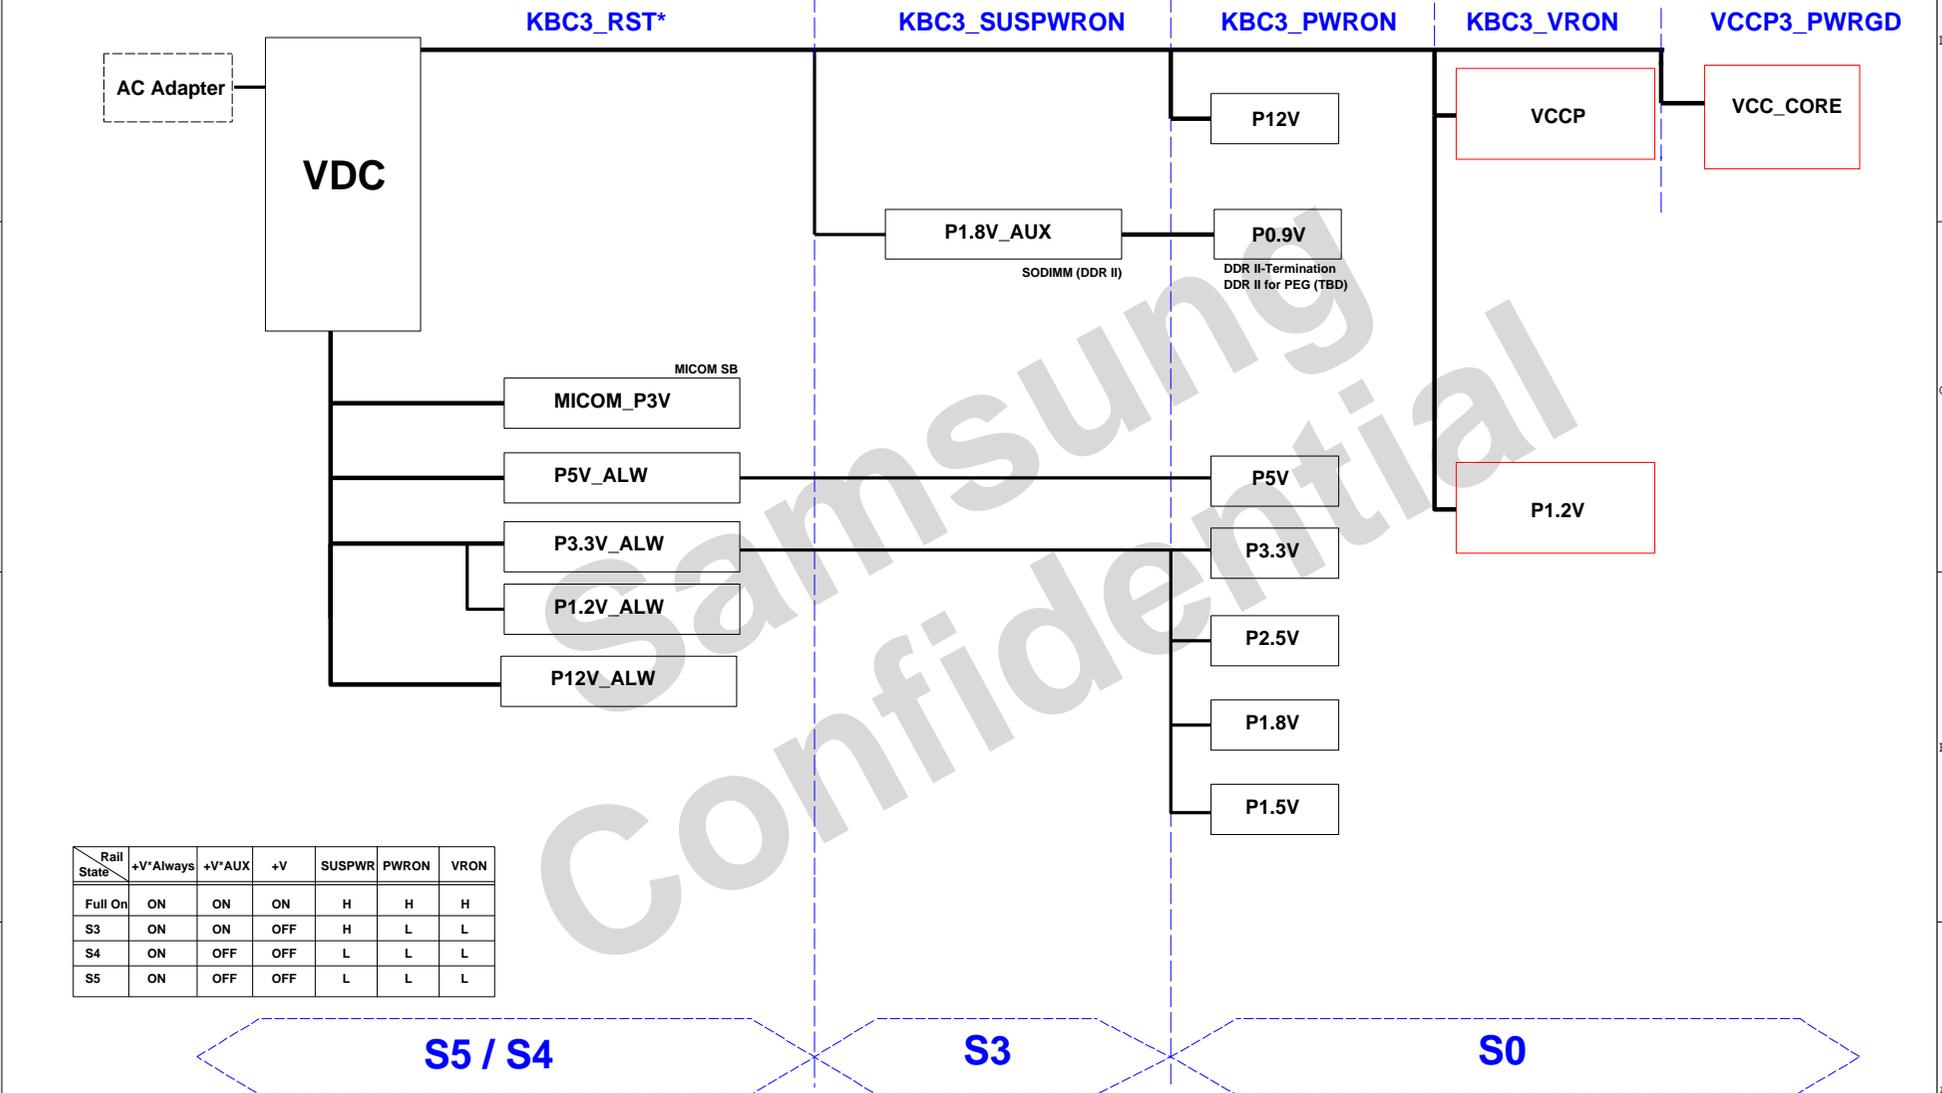 KBC3_RST*
KBC3_SUSPWRON
KBC3_PWRON
KBC3_VRON
VCCP3_PWRGD
AC Adapter
VDC
P12V
VCCP
VCC_CORE
P1.8V_AUX
SODIMM (DDR II)
P0.9V
DDR II-Termination
DDR II for PEG (TBD)
MICOM SB
MICOM_P3V
P5V_ALW
P5V
P3.3V_ALW
P3.3V
P1.2V
P1.2V_ALW
P2.5V
P12V_ALW
P1.8V
P1.5V
Samsung
Confidential
Rail State +V*Always +V*AUX +V SUSPWR PWRON VRON
Full On ON ON ON H H H
S3 ON ON OFF H L L
S4 ON OFF OFF L L L
S5 ON OFF OFF L L L
S5 / S4
S3
S0